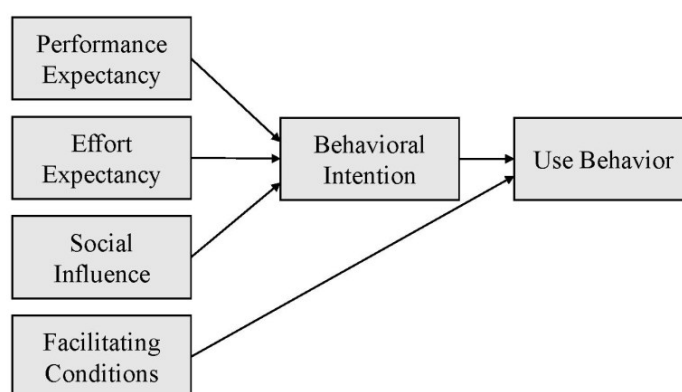 Performance
Expectancy
Effort
Expectancy
Social
Influence
Facilitating
Conditions
Behavioral
Intention
Use Behavior